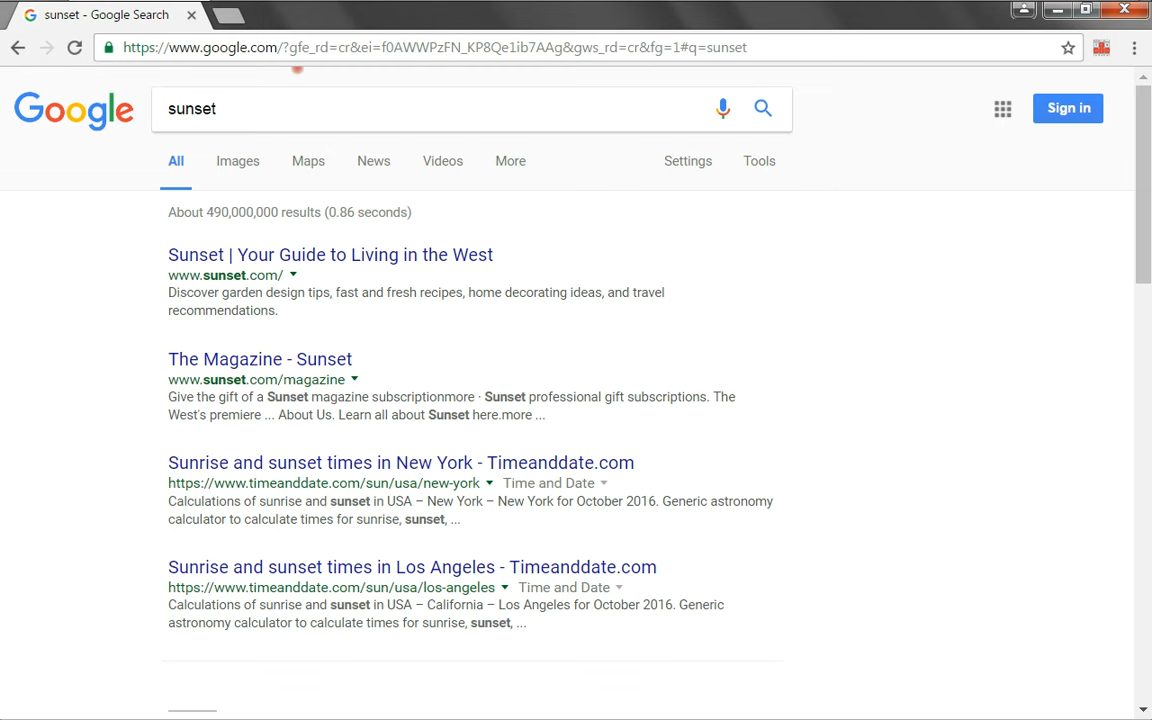 sunset - Google Search
https://www.google.com/?gfe_rd=cr&ei=f0AWWPzFN_KP8Qe1ib7AAg&gws_rd=cr&fg=1#q=sunset
Google
sunset
Sign in
All Images Maps News Videos More Settings Tools
About 490,000,000 results (0.86 seconds)
Sunset | Your Guide to Living in the West
www.sunset.com/
Discover garden design tips, fast and fresh recipes, home decorating ideas, and travel
recommendations.
The Magazine - Sunset
www.sunset.com/magazine
Give the gift of a Sunset magazine subscriptionmore · Sunset professional gift subscriptions. The
West's premiere ... About Us. Learn all about Sunset here.more ...
Sunrise and sunset times in New York - Timeanddate.com
https://www.timeanddate.com/sun/usa/new-york Time and Date
Calculations of sunrise and sunset in USA – New York – New York for October 2016. Generic astronomy
calculator to calculate times for sunrise, sunset, ...
Sunrise and sunset times in Los Angeles - Timeanddate.com
https://www.timeanddate.com/sun/usa/los-angeles Time and Date
Calculations of sunrise and sunset in USA – California – Los Angeles for October 2016. Generic
astronomy calculator to calculate times for sunrise, sunset, ...